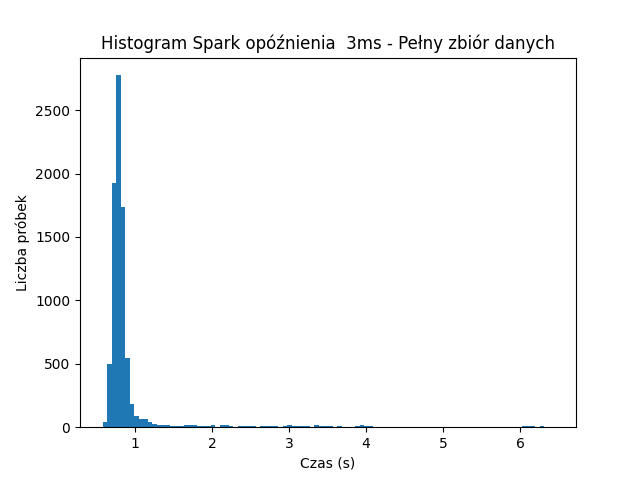 Histogram Spark opóźnienia  3ms - Pełny zbiór danych
Liczba próbek
2500
2000
1500
1000
500
0
1 2 3 4 5 6
Czas (s)